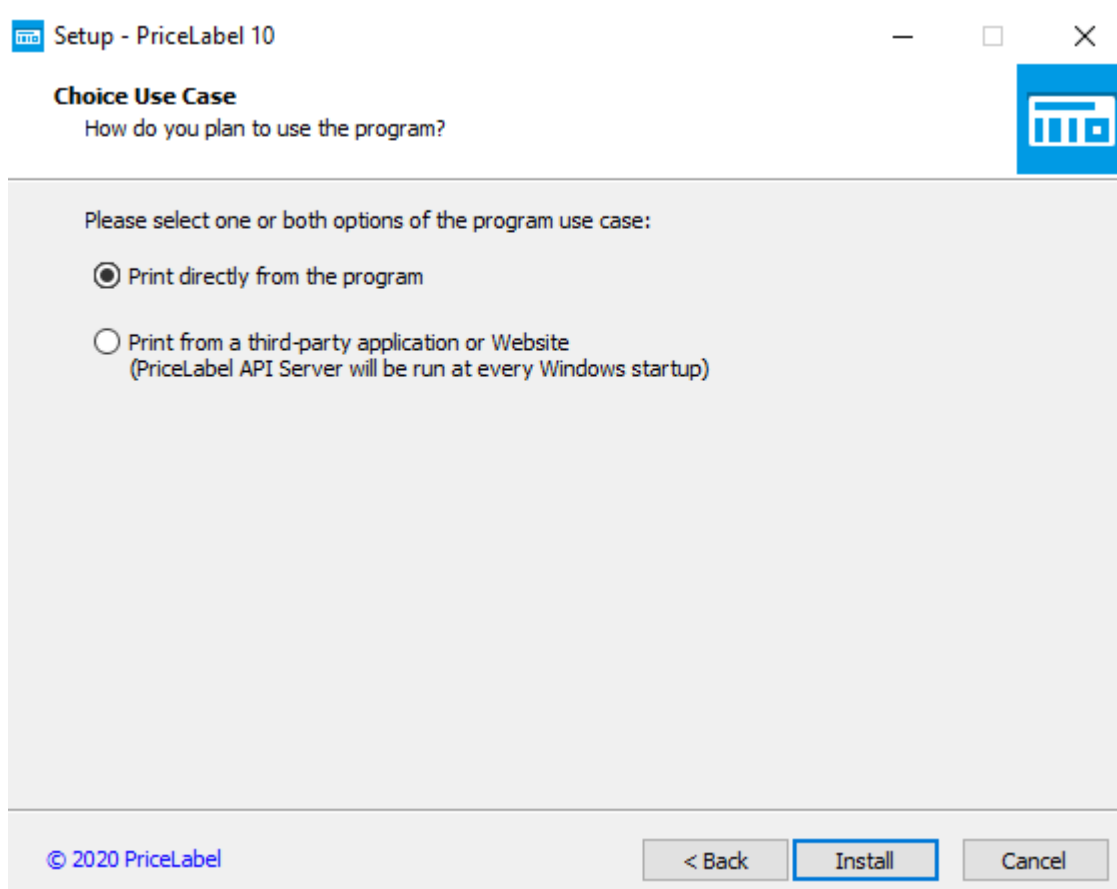 Setup - PriceLabel 10
Choice Use Case
How do you plan to use the program?
Please select one or both options of the program use case:
Print directly from the program
Print from a third-party application or Website
(PriceLabel API Server will be run at every Windows startup)
© 2020 PriceLabel
< Back
Install
Cancel